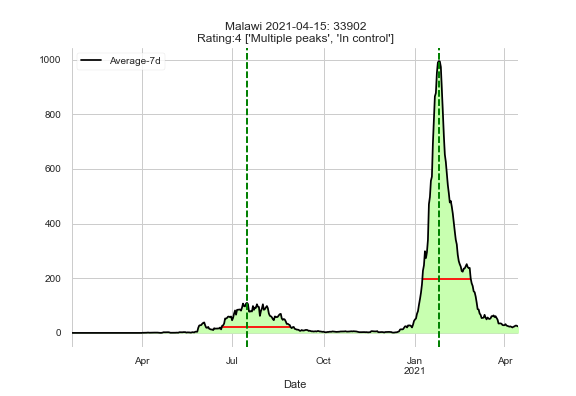 Malawi 2021-04-15: 33902
Rating:4 ['Multiple peaks', 'In control']
Average-7d
1000
800
600
400
200
0
Apr
Jul
Oct
Jan
2021
Apr
Date